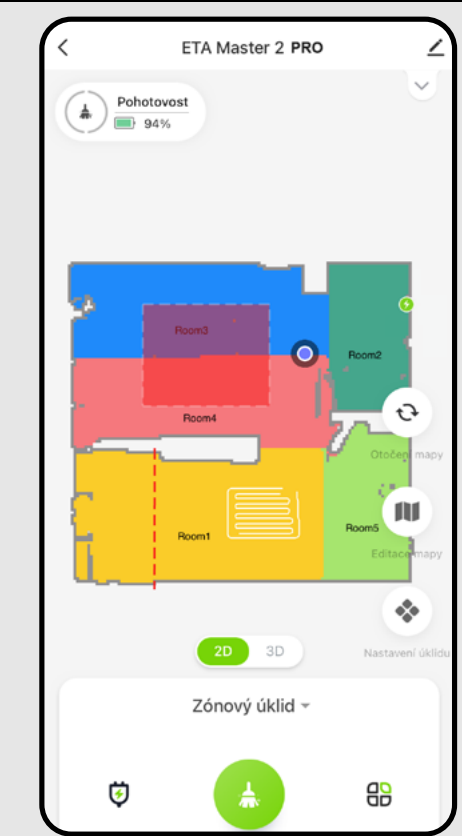 ETA Master 2 PRO
Pohotovost
94%
Room3
Room2
Room4
Otočení mapy
Room1
Room5
Editace mapy
2D
3D
Nastavení úklidu
Zónový úklid